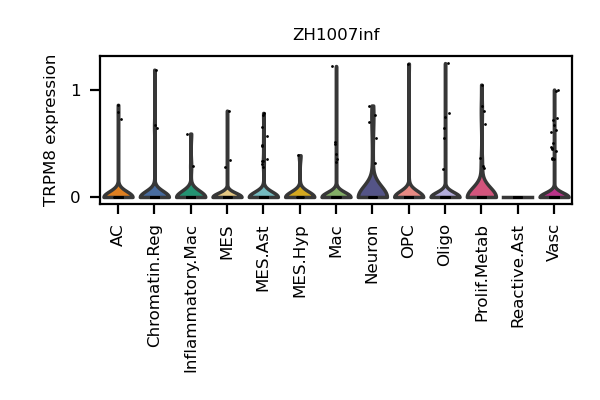 ZH1007inf
TRPM8 expression
1
0
AC
Chromatin.Reg
Inflammatory.Mac
MES
MES.Ast
MES.Hyp
Mac
Neuron
OPC
Oligo
Prolif.Metab
Reactive.Ast
Vasc